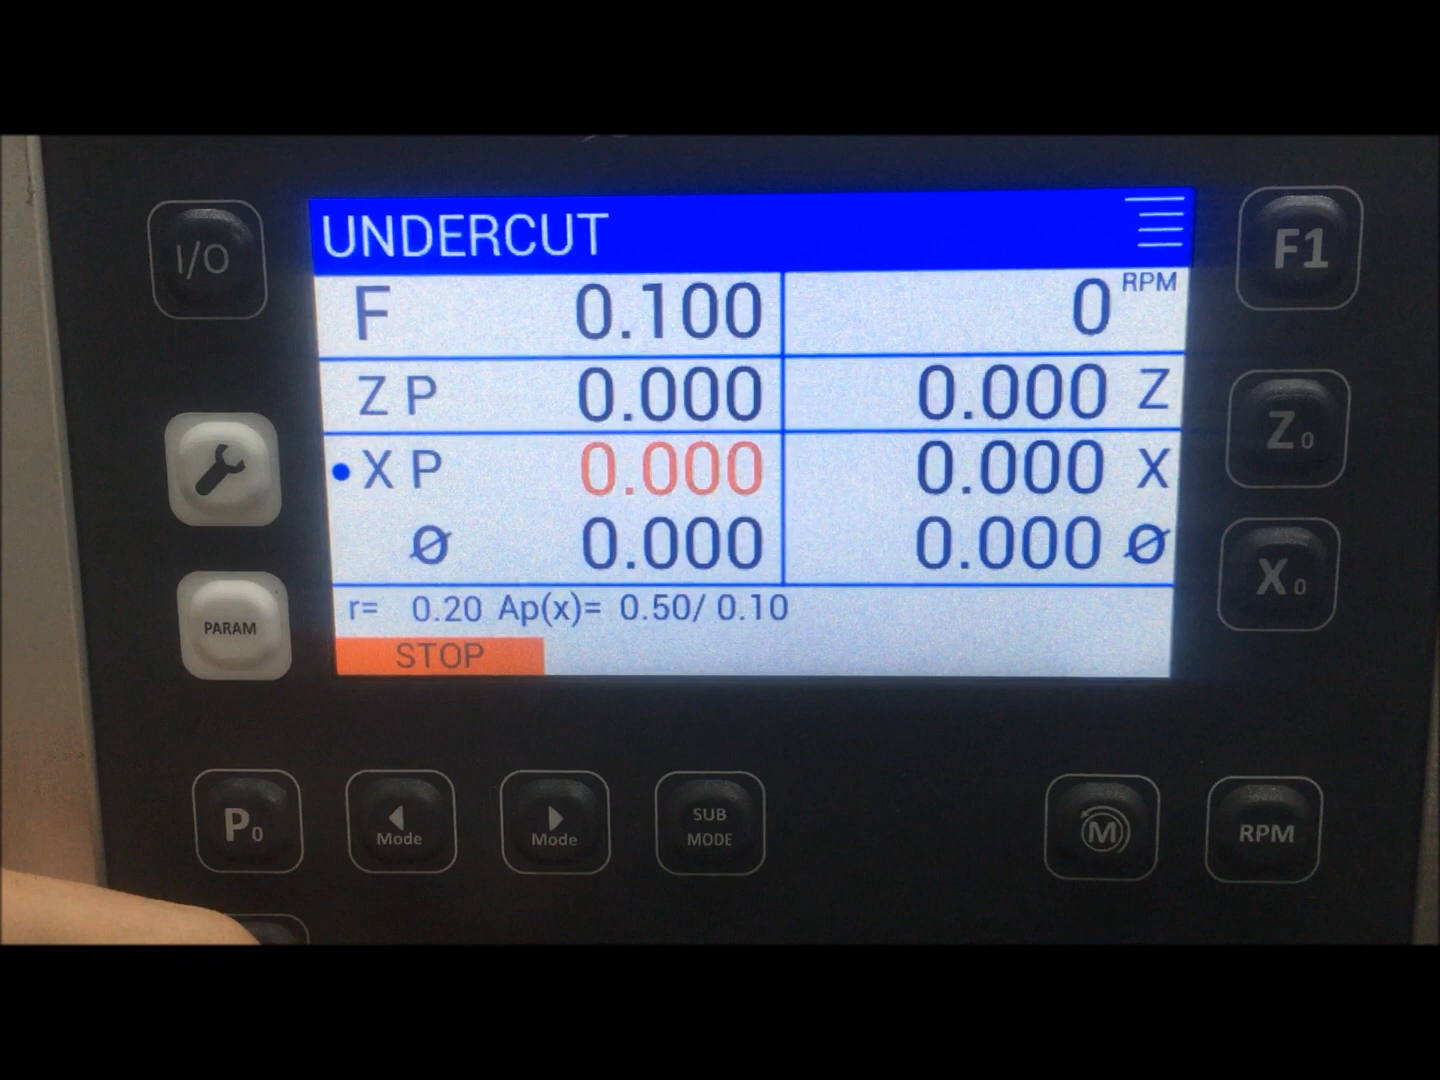 I/O
UNDERCUT
F1
F 0.100 0 RPM
Z P 0.000 0.000 Z
Z0
X P 0.000 0.000 X
Ø 0.000 0.000 Ø
X0
PARAM
r= 0.20 Ap(x)= 0.50/ 0.10
STOP
P0
Mode
Mode
SUB
MODE
M
RPM